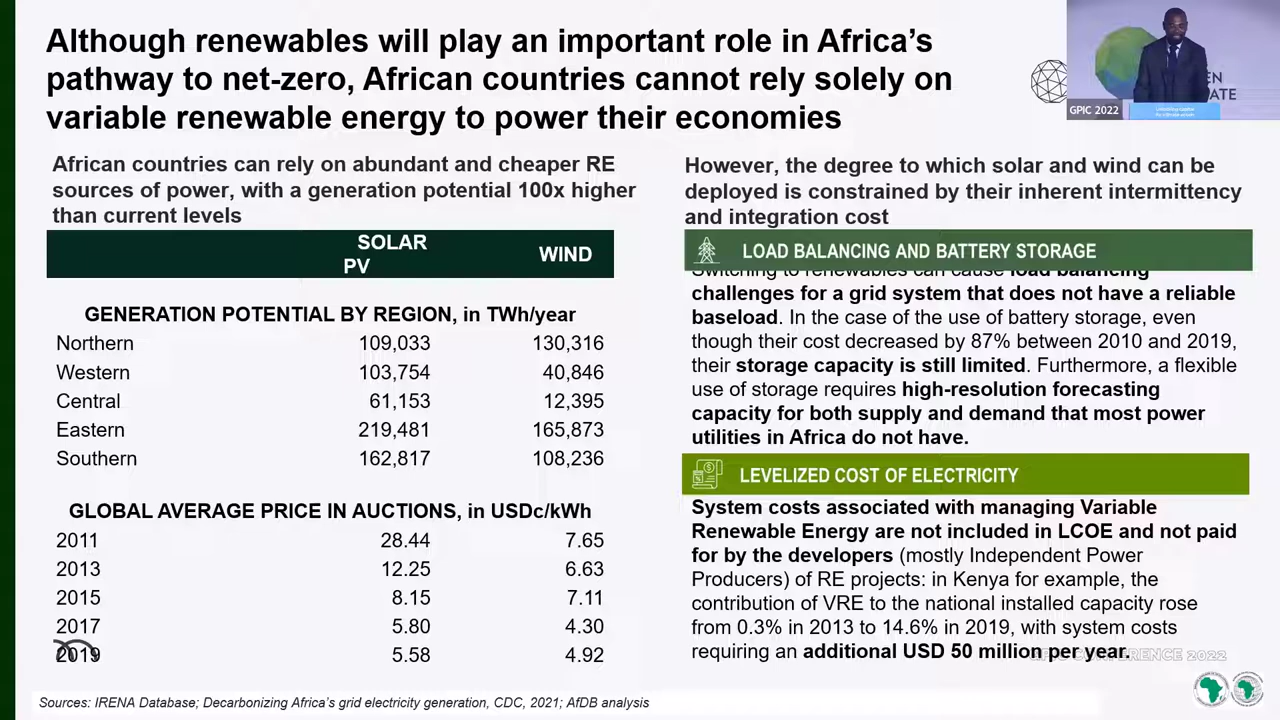 Although renewables will play an important role in Africa's
pathway to net-zero, African countries cannot rely solely on
variable renewable energy to power their economies
GPIC 2022
African countries can rely on abundant and cheaper RE
sources of power, with a generation potential 100x higher
than current levels
SOLAR PV WIND
GENERATION POTENTIAL BY REGION, in TWh/year
Northern 109,033 130,316
Western 103,754 40,846
Central 61,153 12,395
Eastern 219,481 165,873
Southern 162,817 108,236
GLOBAL AVERAGE PRICE IN AUCTIONS, in USDc/kWh
2011 28.44 7.65
2013 12.25 6.63
2015 8.15 7.11
2017 5.80 4.30
2019 5.58 4.92
However, the degree to which solar and wind can be
deployed is constrained by their inherent intermittency
and integration cost
LOAD BALANCING AND BATTERY STORAGE
Switching to renewables can cause load balancing
challenges for a grid system that does not have a reliable
baseload. In the case of the use of battery storage, even
though their cost decreased by 87% between 2010 and 2019,
their storage capacity is still limited. Furthermore, a flexible
use of storage requires high-resolution forecasting
capacity for both supply and demand that most power
utilities in Africa do not have.
LEVELIZED COST OF ELECTRICITY
System costs associated with managing Variable
Renewable Energy are not included in LCOE and not paid
for by the developers (mostly Independent Power
Producers) of RE projects: in Kenya for example, the
contribution of VRE to the national installed capacity rose
from 0.3% in 2013 to 14.6% in 2019, with system costs
requiring an additional USD 50 million per year.
GPIC CONFERENCE 2022
Sources: IRENA Database; Decarbonizing Africa's grid electricity generation, CDC, 2021; AfDB analysis